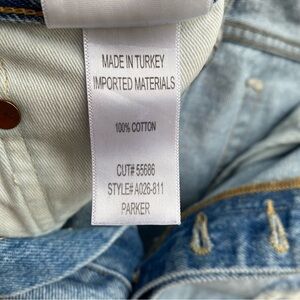 MADE IN TURKEY
IMPORTED MATERIALS
100% COTTON
CUT# 55686
STYLE# A026-811
PARKER